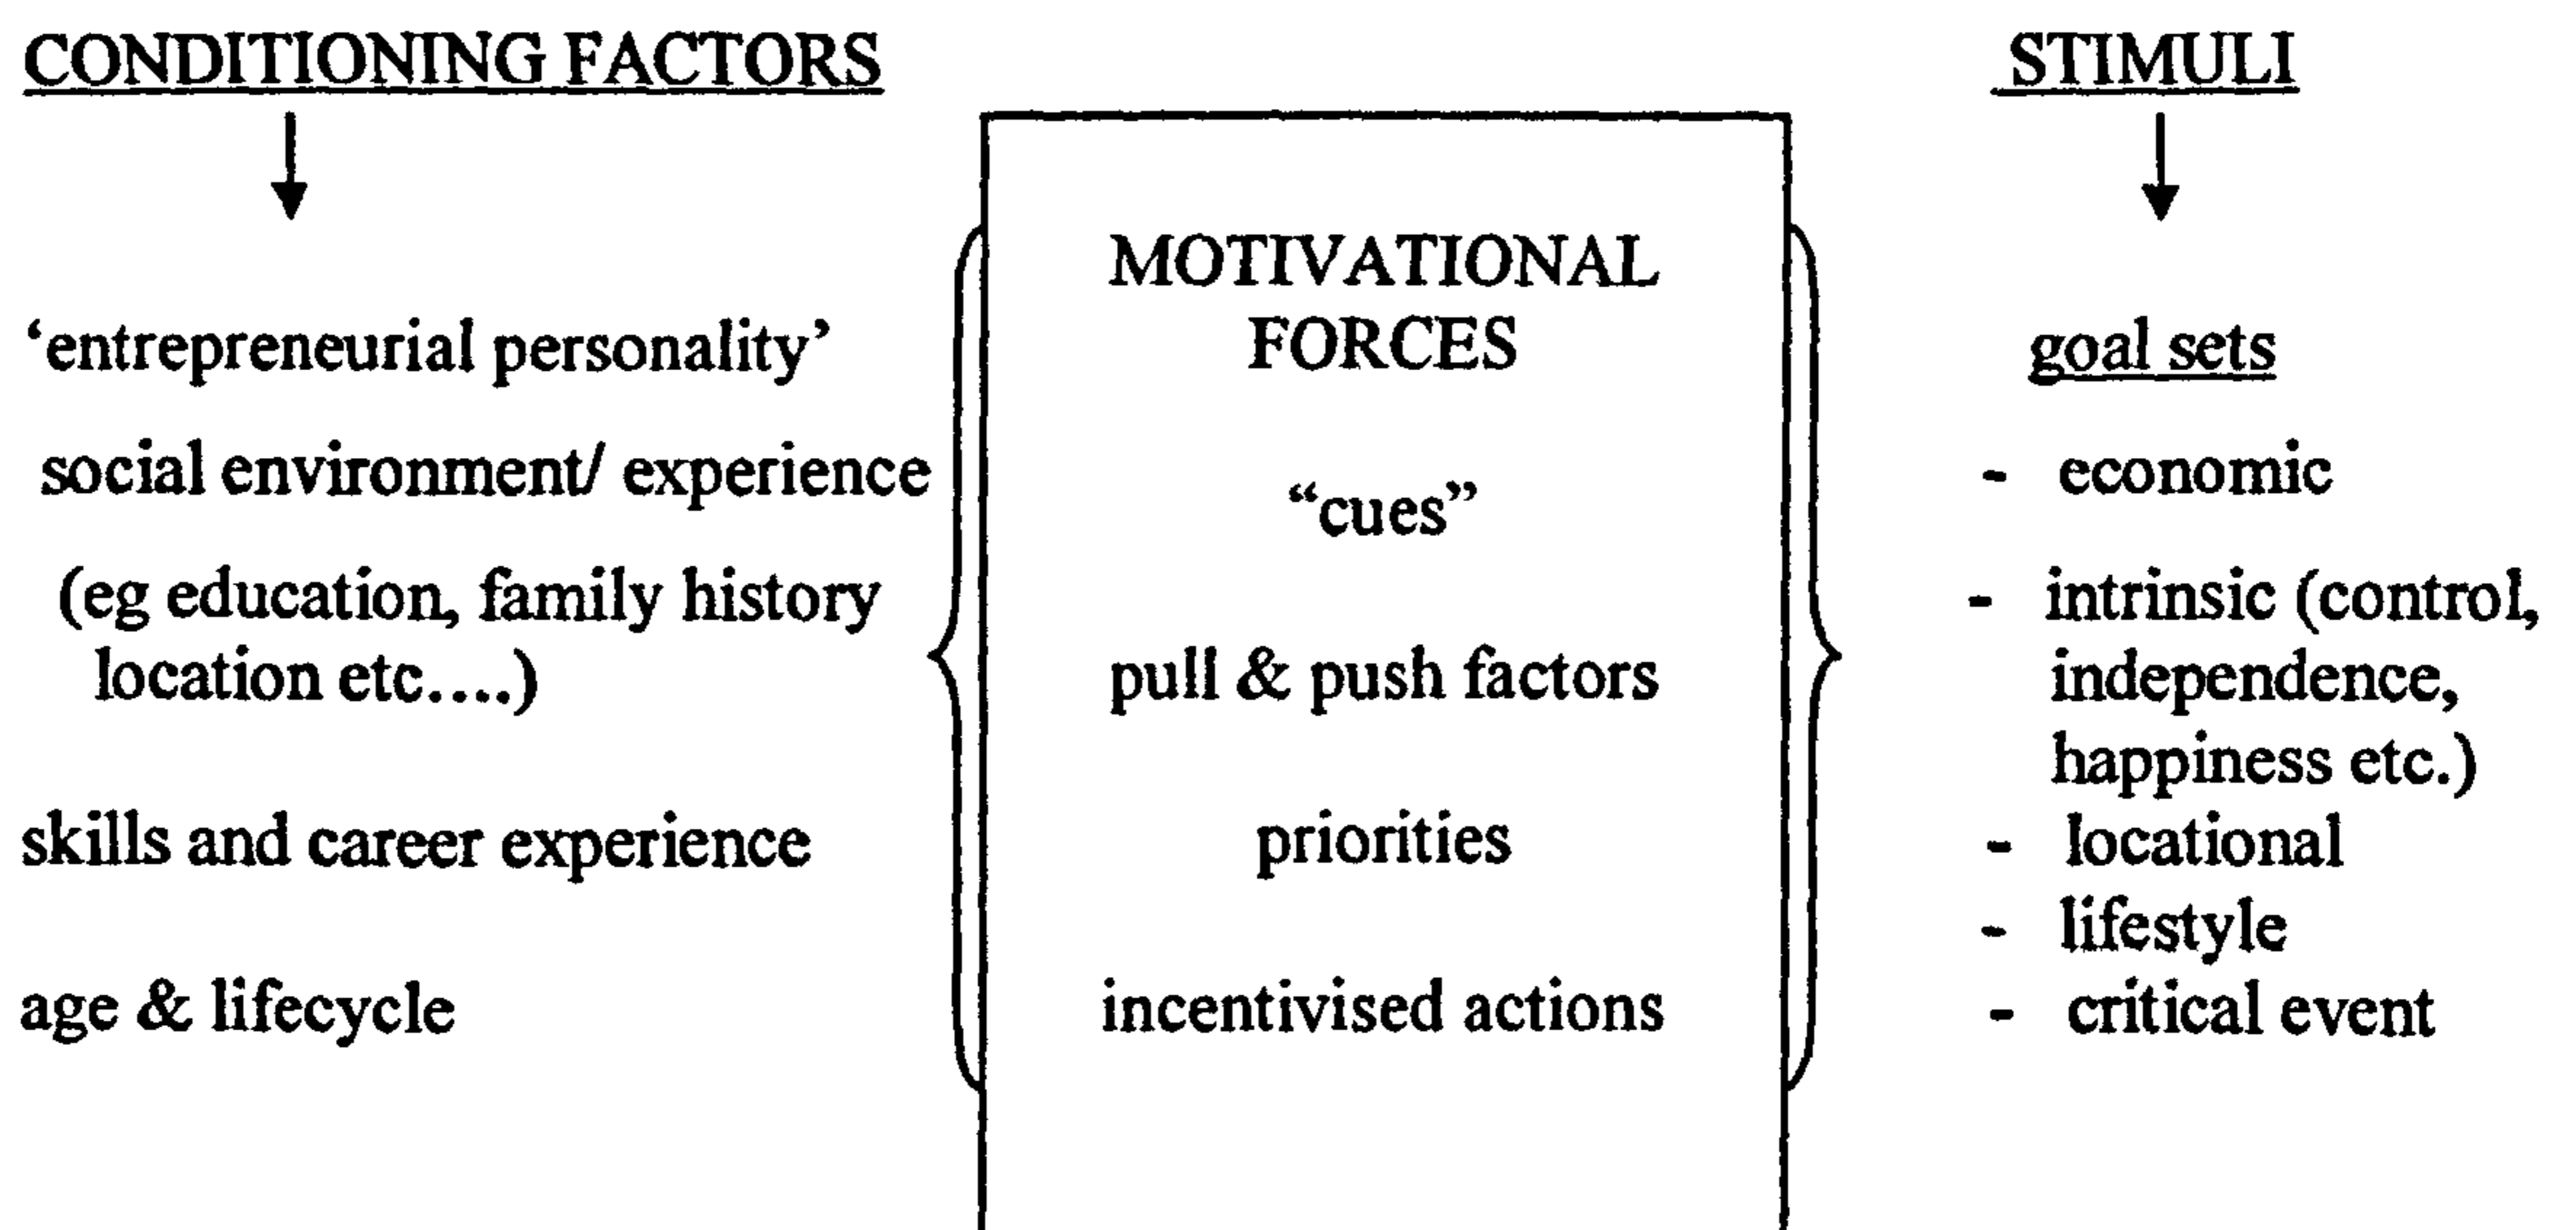 CONDITIONING FACTORS
‘entrepreneurial personality’
social environment/ experience
(eg education, family history
location etc....)
skills and career experience
age & lifecycle
MOTIVATIONAL
FORCES
“cues”
pull & push factors
priorities
incentivised actions
STIMULI
goal sets
- economic
- intrinsic (control,
independence,
happiness etc.)
- locational
- lifestyle
- critical event